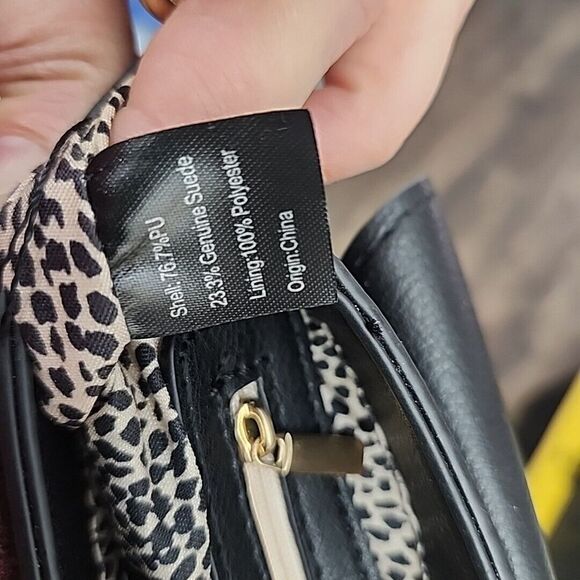 Shell: 76.7%PU
23.3% Genuine Suede
Lining:100% Polyester
Origin:China